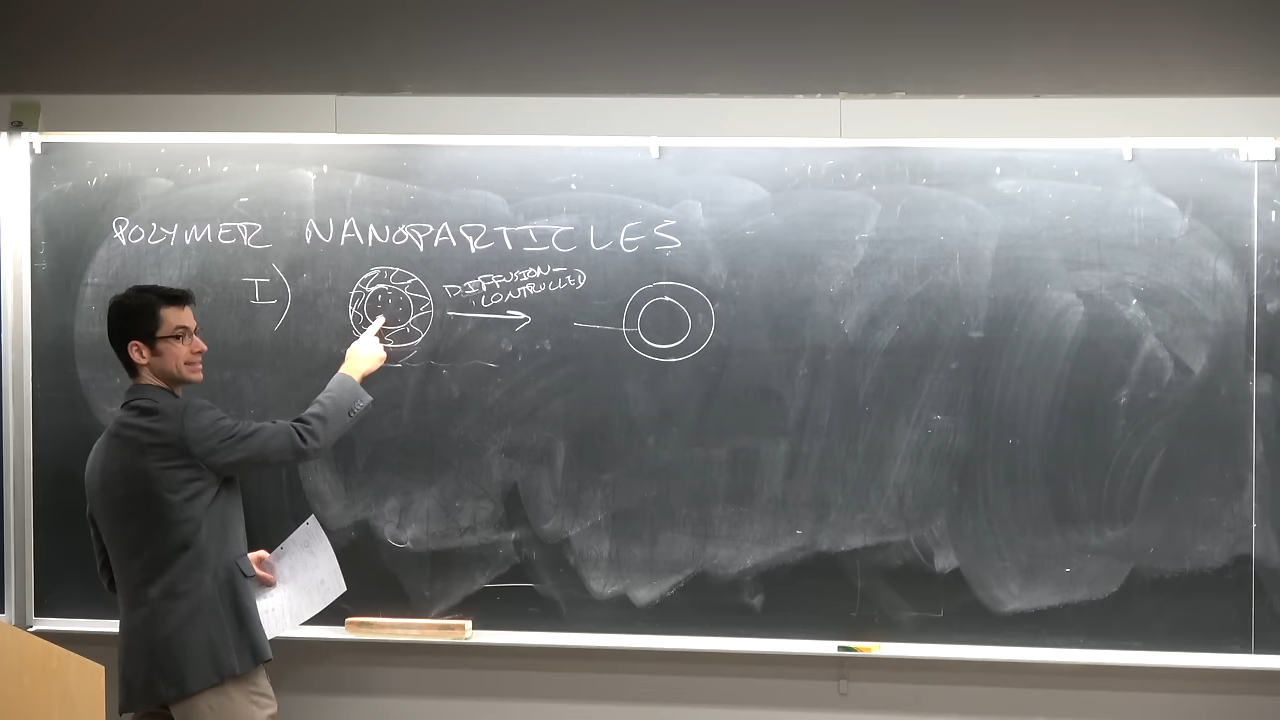 POLYMER NANOPARTICLES
I)
DIFFUSION-
CONTROLLED